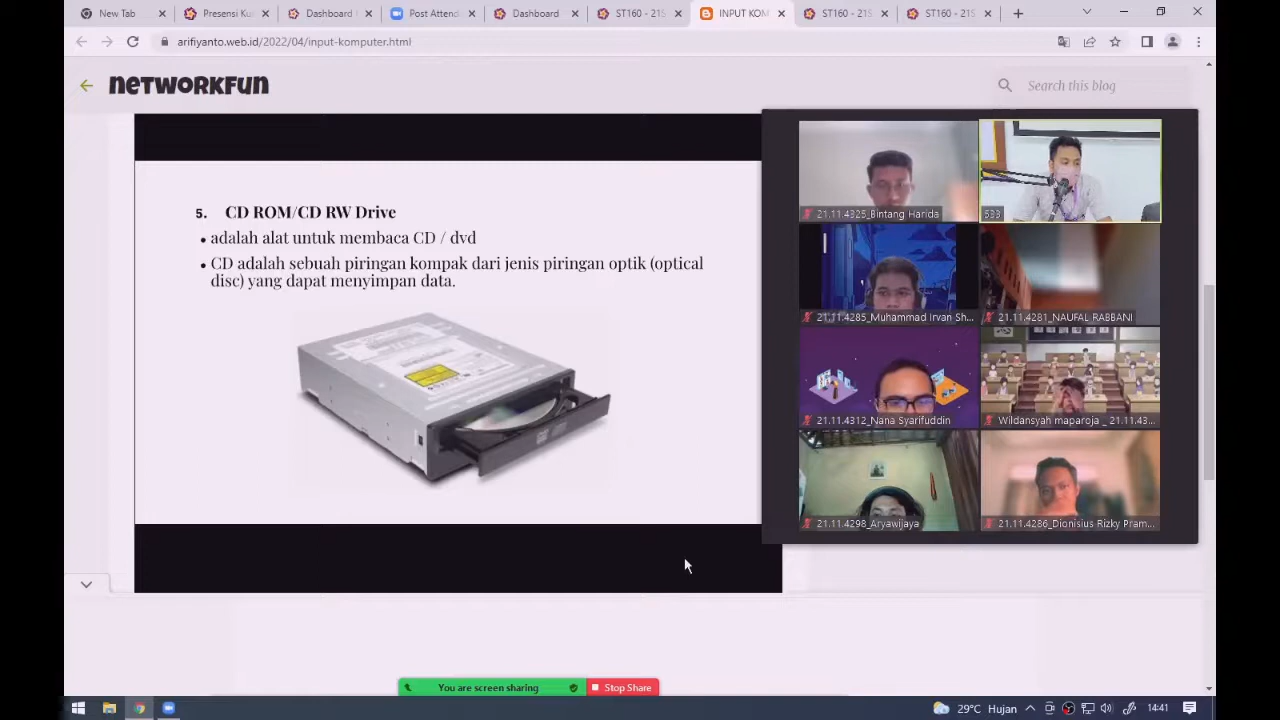 New Tab
Presensi Ku
Dashboard
Post Attend
Dashboard
ST160 - 21S
INPUT KOM
ST160 - 21S
ST160 - 21S
arifiyanto.web.id/2022/04/input-komputer.html
NETWORKFUN
Search this blog
5. CD ROM/CD RW Drive
• adalah alat untuk membaca CD / dvd
• CD adalah sebuah piringan kompak dari jenis piringan optik (optical
disc) yang dapat menyimpan data.
21.11.4325_Bintang Harida
533
21.11.4285_Muhammad Irvan Sh...
21.11.4281_NAUFAL RABBANI
21.11.4312_Nana Syarifuddin
Wildansyah maparoja _ 21.11.43...
21.11.4298_Aryawijaya
21.11.4286_Dionisius Rizky Pram...
You are screen sharing
Stop Share
29°C Hujan
14:41